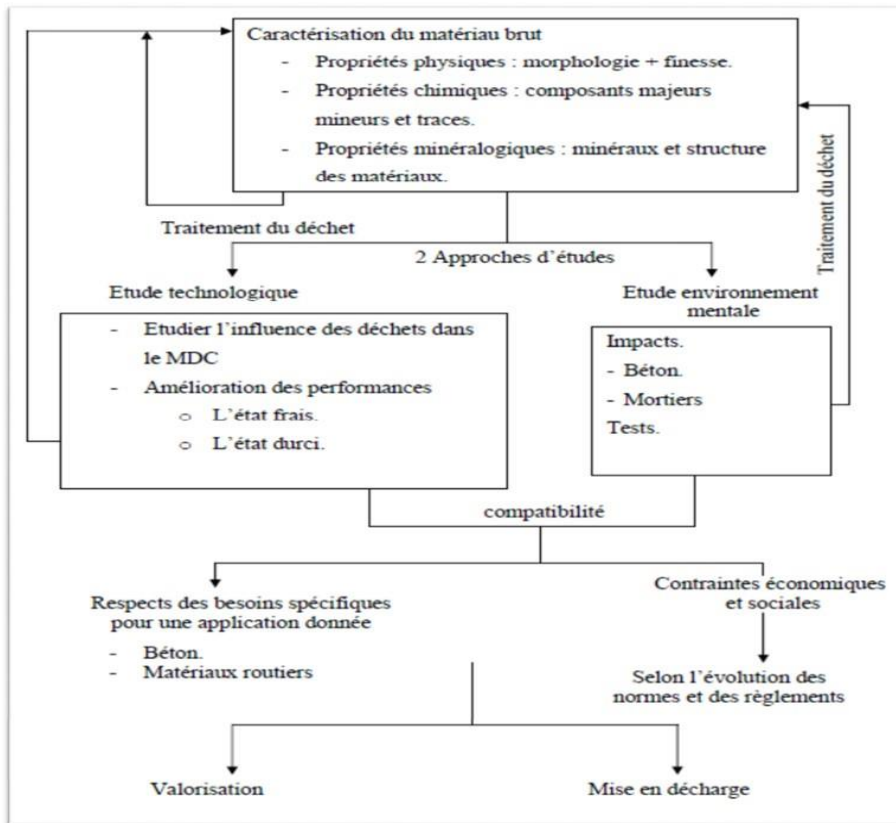 Caractérisation du matériau brut
- Propriétés physiques : morphologie + finesse.
- Propriétés chimiques : composants majeurs
mineurs et traces.
- Propriétés minéralogiques : minéraux et structure
des matériaux.
Traitement du déchet
Traitement du déchet
2 Approches d'études
Etude technologique
Etude environnement
mentale
- Etudier l'influence des déchets dans
le MDC
- Amélioration des performances
o L'état frais.
o L'état durci.
Impacts.
- Béton.
- Mortiers
Tests.
compatibilité
Respects des besoins spécifiques
pour une application donnée
- Béton.
- Matériaux routiers
Contraintes économiques
et sociales
Selon l'évolution des
normes et des règlements
Valorisation
Mise en décharge